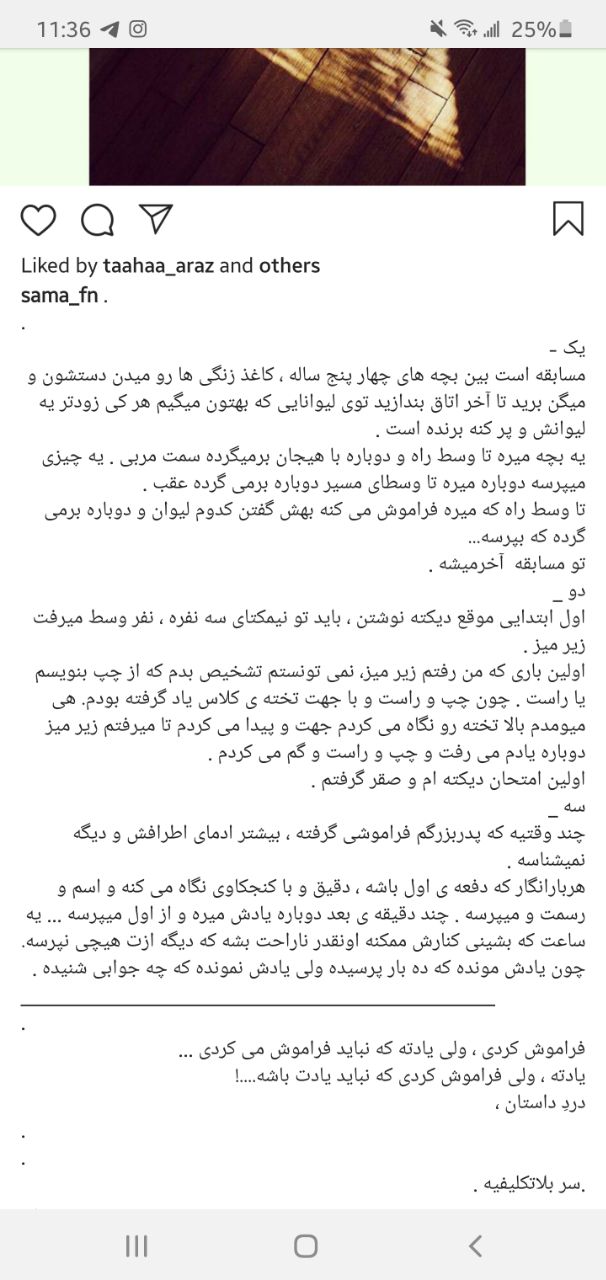 11:36
25%
Liked by taahaa_araz and others
sama_fn .
.
یک -
مسابقه است بین بچه های چهار پنج ساله ، کاغذ زنگی ها رو میدن دستشون و
میگن برید تا آخر اتاق بندازید توی لیوانایی که بهتون میگیم هر کی زودتر یه
لیوانش و پر کنه برنده است .
یه بچه میره تا وسط راه و دوباره با هیجان برمیگرده سمت مربی . یه چیزی
میپرسه دوباره میره تا وسطای مسیر دوباره برمی گرده عقب .
تا وسط راه که میره فراموش می کنه بهش گفتن کدوم لیوان و دوباره برمی
گرده که بپرسه...
تو مسابقه آخرمیشه .
دو _
اول ابتدایی موقع دیکته نوشتن ، باید تو نیمکتای سه نفره ، نفر وسط میرفت
زیر میز .
اولین باری که من رفتم زیر میز، نمی تونستم تشخیص بدم که از چپ بنویسم
یا راست . چون چپ و راست و با جهت تخته ی کلاس یاد گرفته بودم. هی
میومدم بالا تخته رو نگاه می کردم جهت و پیدا می کردم تا میرفتم زیر میز
دوباره یادم می رفت و چپ و راست و گم می کردم .
اولین امتحان دیکته ام و صقر گرفتم .
سه _
چند وقتیه که پدربزرگم فراموشی گرفته ، بیشتر ادمای اطرافش و دیگه
نمیشناسه .
هربارانگار که دفعه ی اول باشه ، دقیق و با کنجکاوی نگاه می کنه و اسم و
رسمت و میپرسه . چند دقیقه ی بعد دوباره یادش میره و از اول میپرسه ... یه
ساعت که بشینی کنارش ممکنه اونقدر ناراحت بشه که دیگه ازت هیچی نپرسه.
چون یادش مونده که ده بار پرسیده ولی یادش نمونده که چه جوابی شنیده .
.
فراموش کردی ، ولی یادته که نباید فراموش می کردی ...
یادته ، ولی فراموش کردی که نباید یادت باشه....!
دردِ داستان ،
.
.
.سر بلاتکلیفیه .